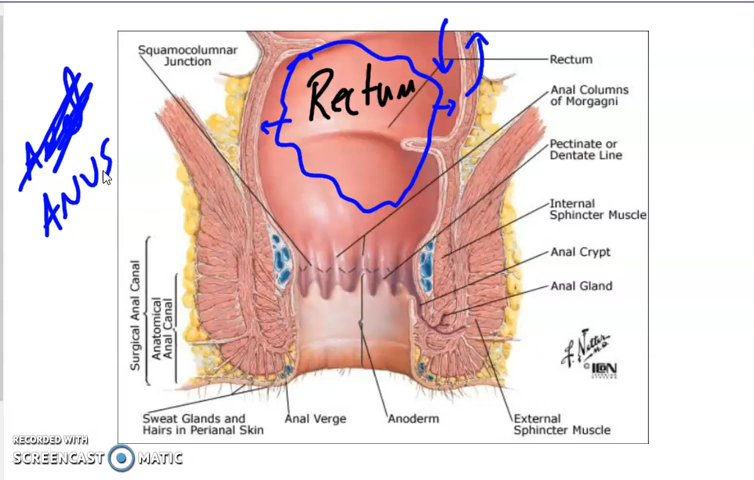 Squamocolumnar
Junction
Rectum
Rectum
Anal Columns
of Morgagni
Pectinate or
Dentate Line
ANUS
Internal
Sphincter Muscle
Anal Crypt
Anal Gland
Surgical Anal Canal
Anatomical
Anal Canal
ICON
Sweat Glands and
Hairs in Perianal Skin
Anal Verge
Anoderm
External
Sphincter Muscle
RECORDED WITH
SCREENCAST MATIC